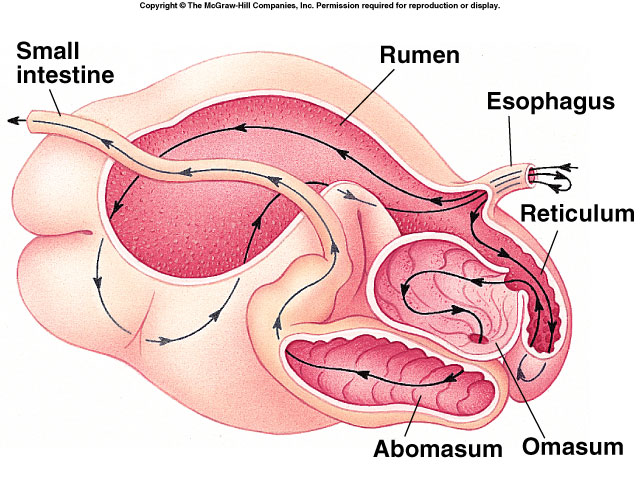 Copyright © The McGraw-Hill Companies, Inc. Permission required for reproduction or display.
Small
intestine
Rumen
Esophagus
Reticulum
Abomasum
Omasum